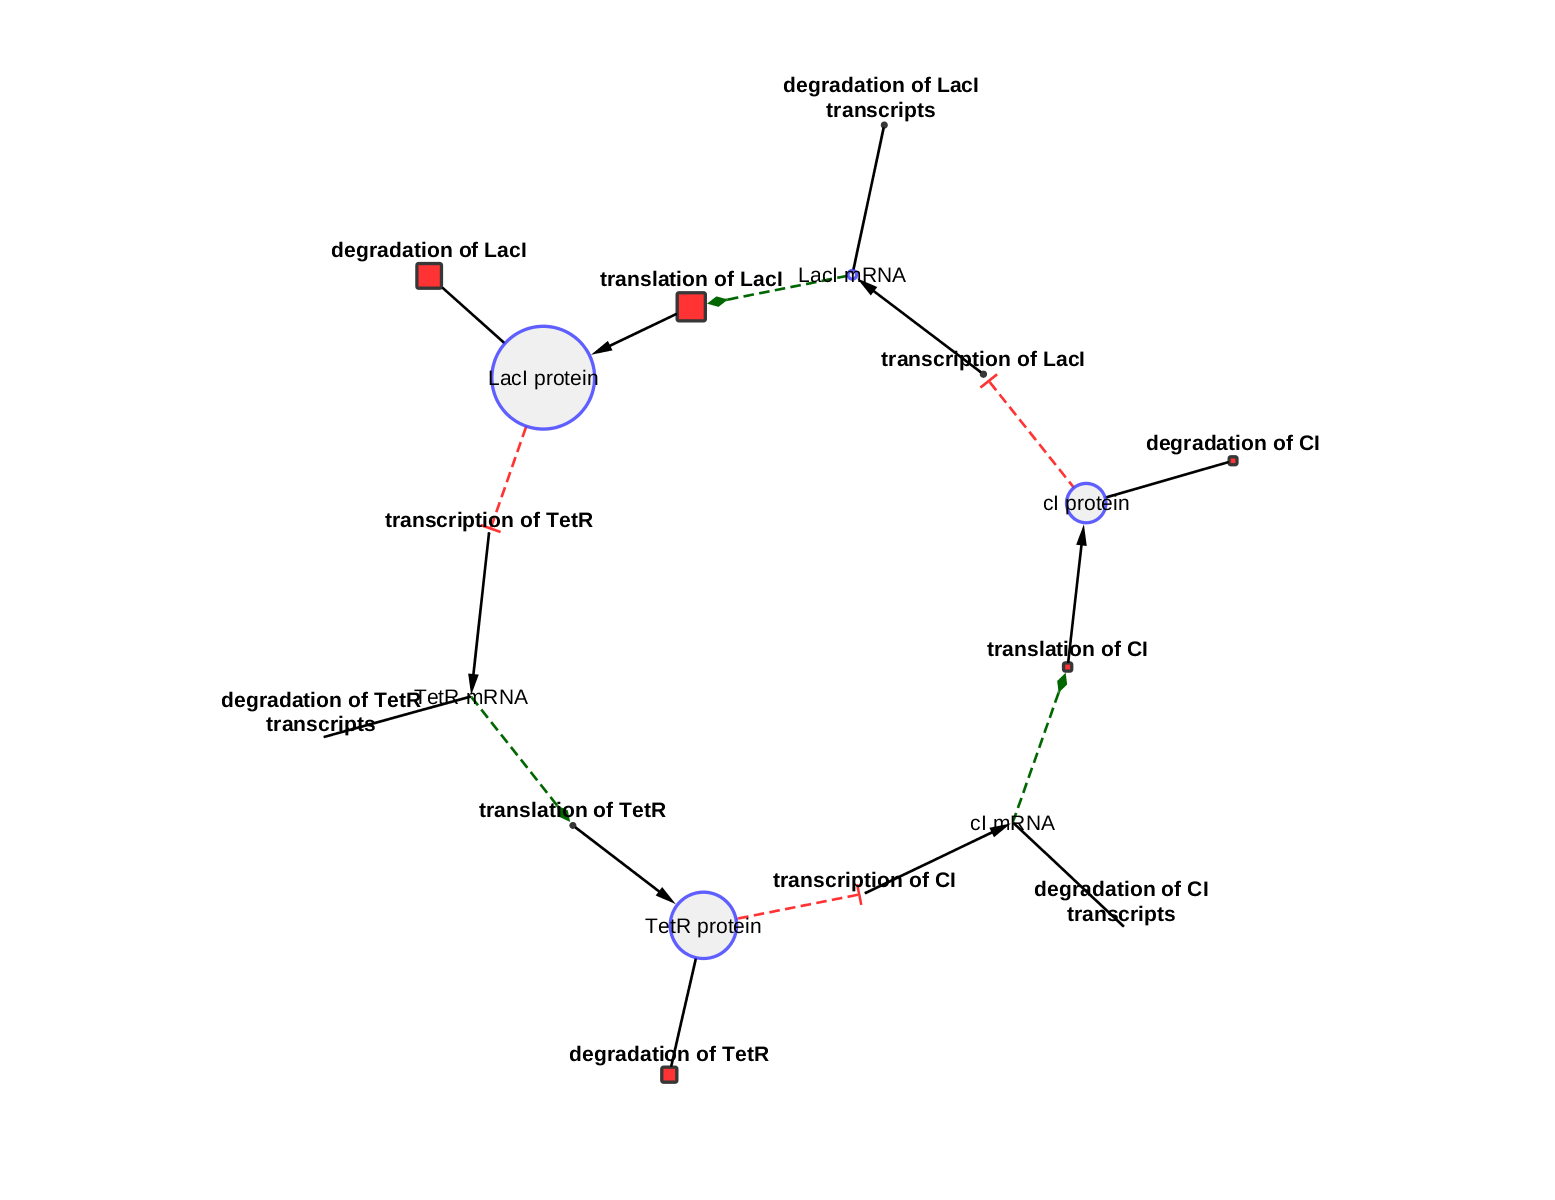 degradation of LacI
transcripts
degradation of LacI
translation of LacI
LacI mRNA
transcription of LacI
LacI protein
degradation of CI
cI protein
transcription of TetR
translation of CI
degradation of TetR
transcripts
TetR mRNA
translation of TetR
cI mRNA
transcription of CI
degradation of CI
transcripts
TetR protein
degradation of TetR